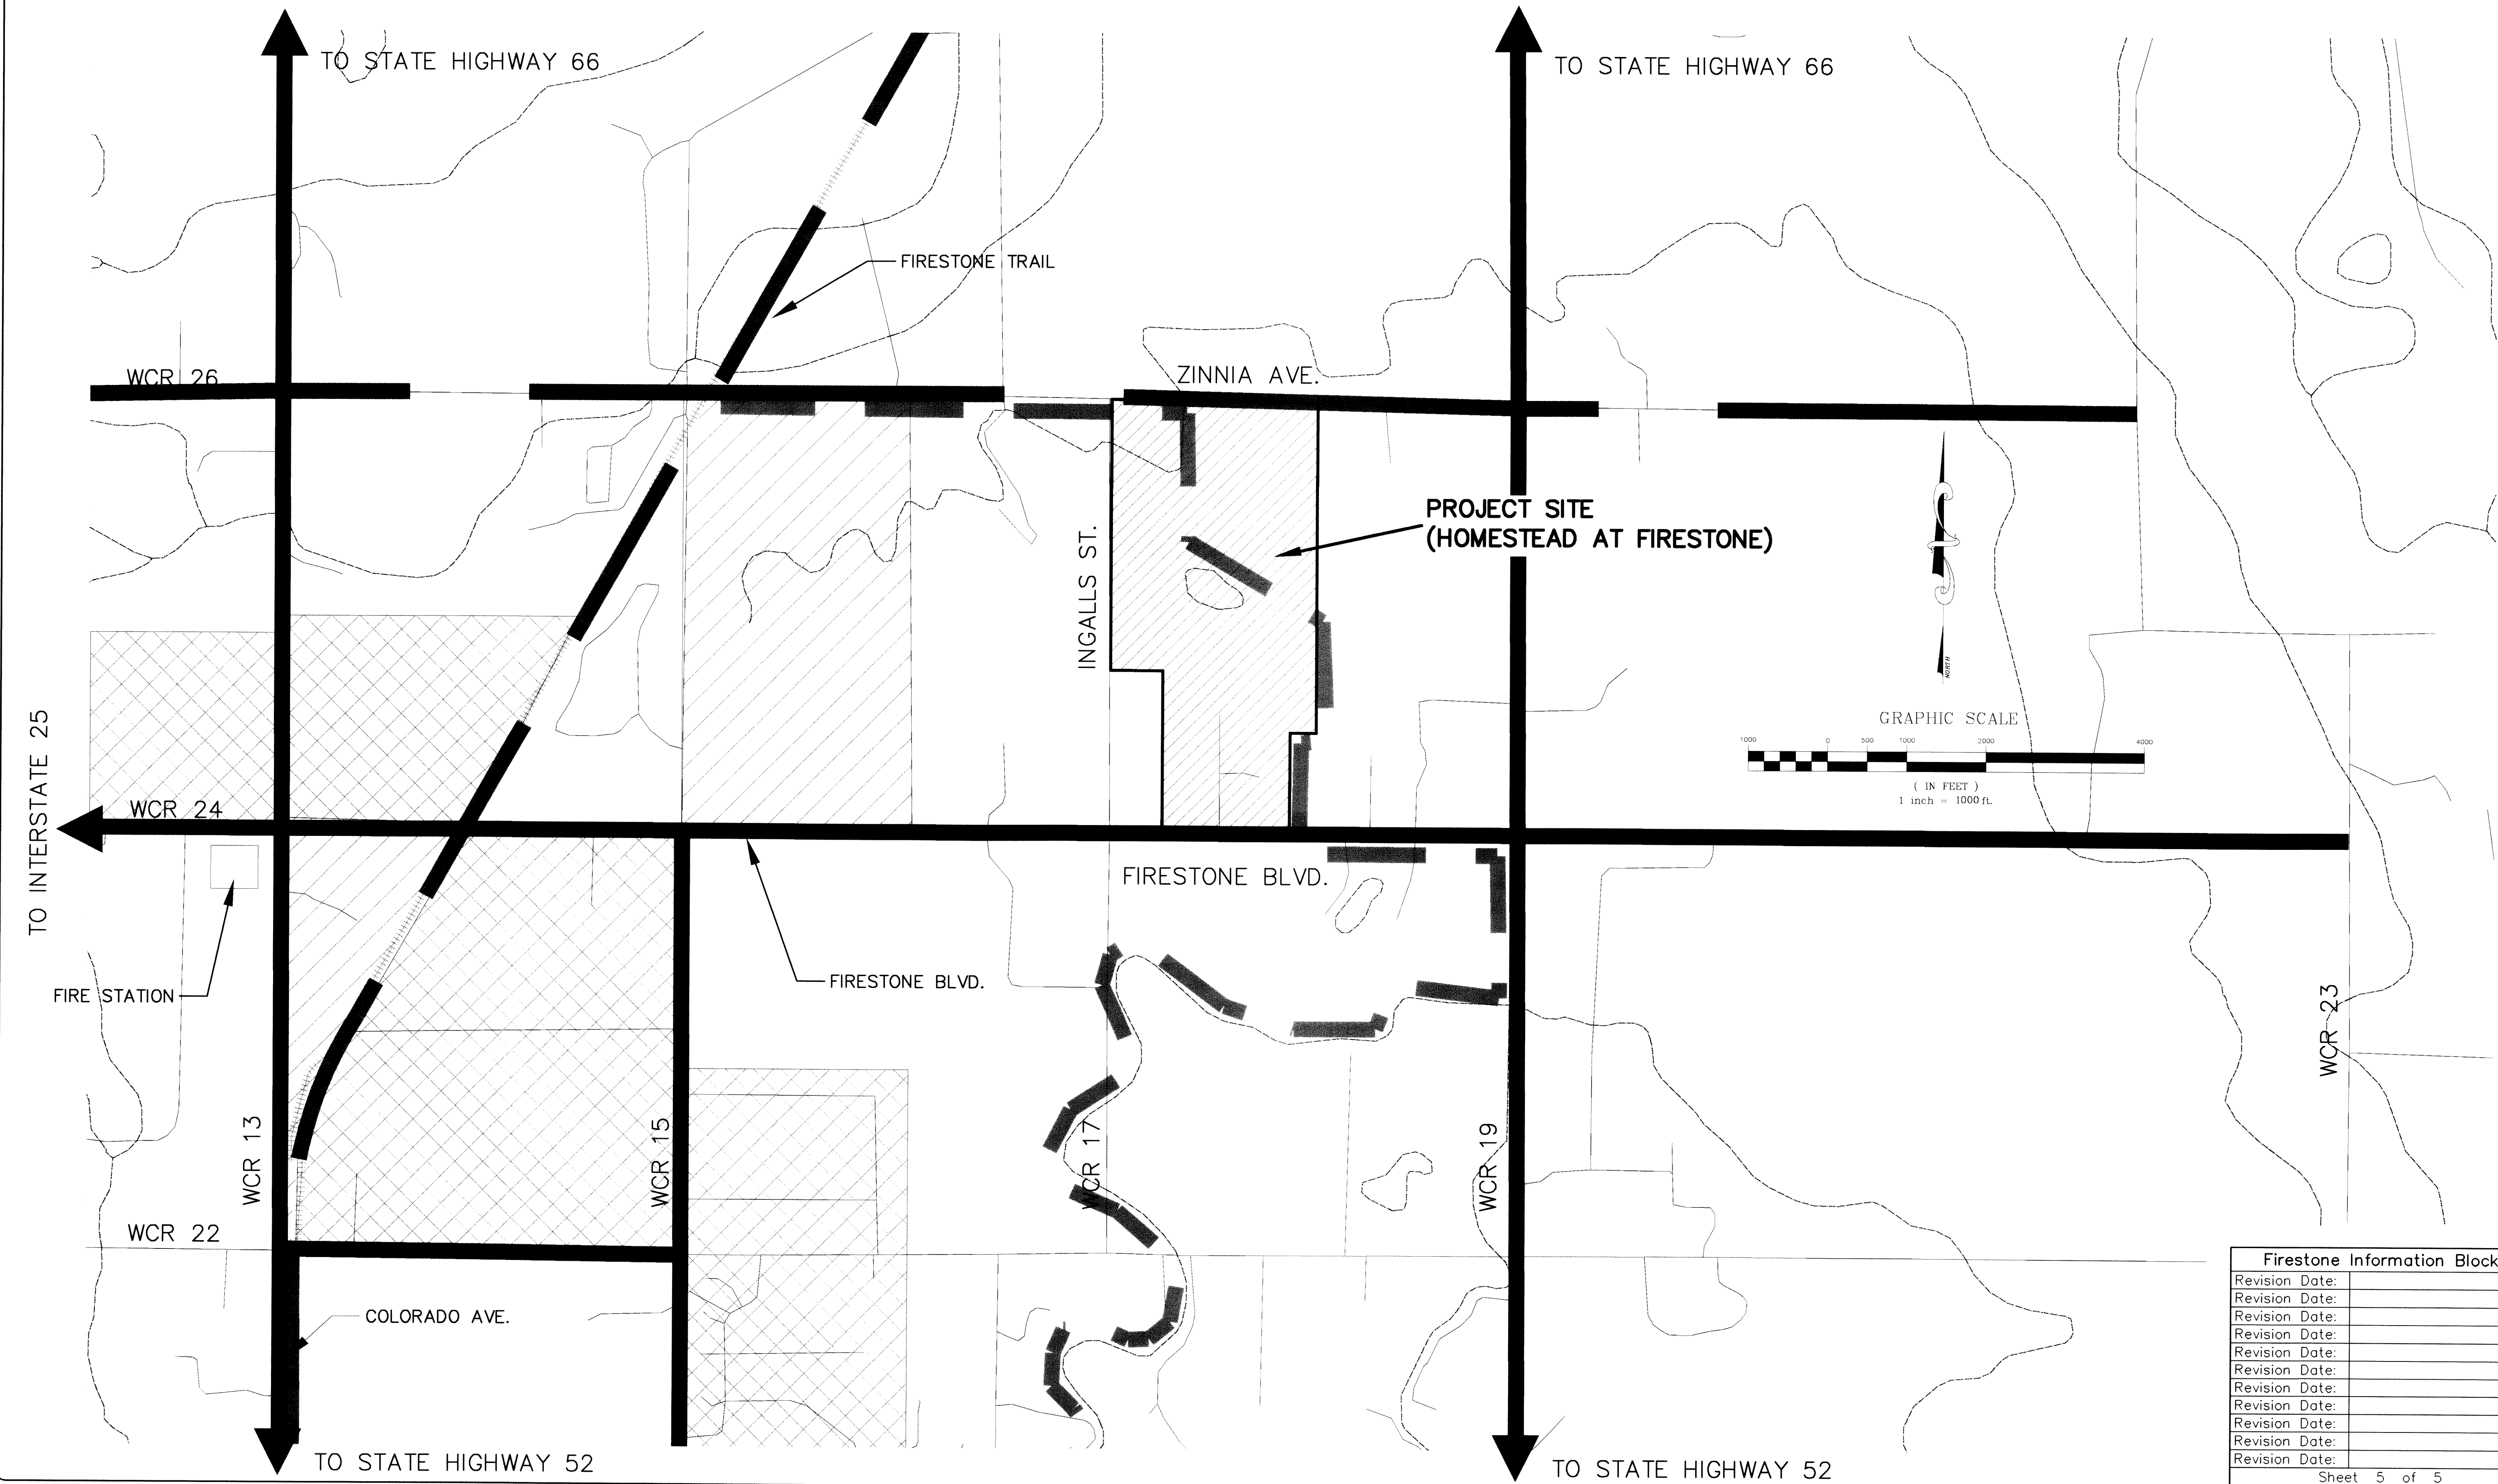 TO STATE HIGHWAY 66
TO STATE HIGHWAY 66
FIRESTONE TRAIL
WCR 26
ZINNIA AVE.
PROJECT SITE
(HOMESTEAD AT FIRESTONE)
INGALLS ST.
NORTH
GRAPHIC SCALE
1000 0 500 1000 2000 4000
( IN FEET )
1 inch = 1000 ft.
TO INTERSTATE 25
WCR 24
FIRESTONE BLVD.
FIRE STATION
FIRESTONE BLVD.
WCR 23
WCR 13
WCR 15
WCR 17
WCR 19
WCR 22
COLORADO AVE.
Firestone Information Block
Revision Date:
Revision Date:
Revision Date:
Revision Date:
Revision Date:
Revision Date:
Revision Date:
Revision Date:
Revision Date:
Revision Date:
Revision Date:
Sheet 5 of 5
TO STATE HIGHWAY 52
TO STATE HIGHWAY 52